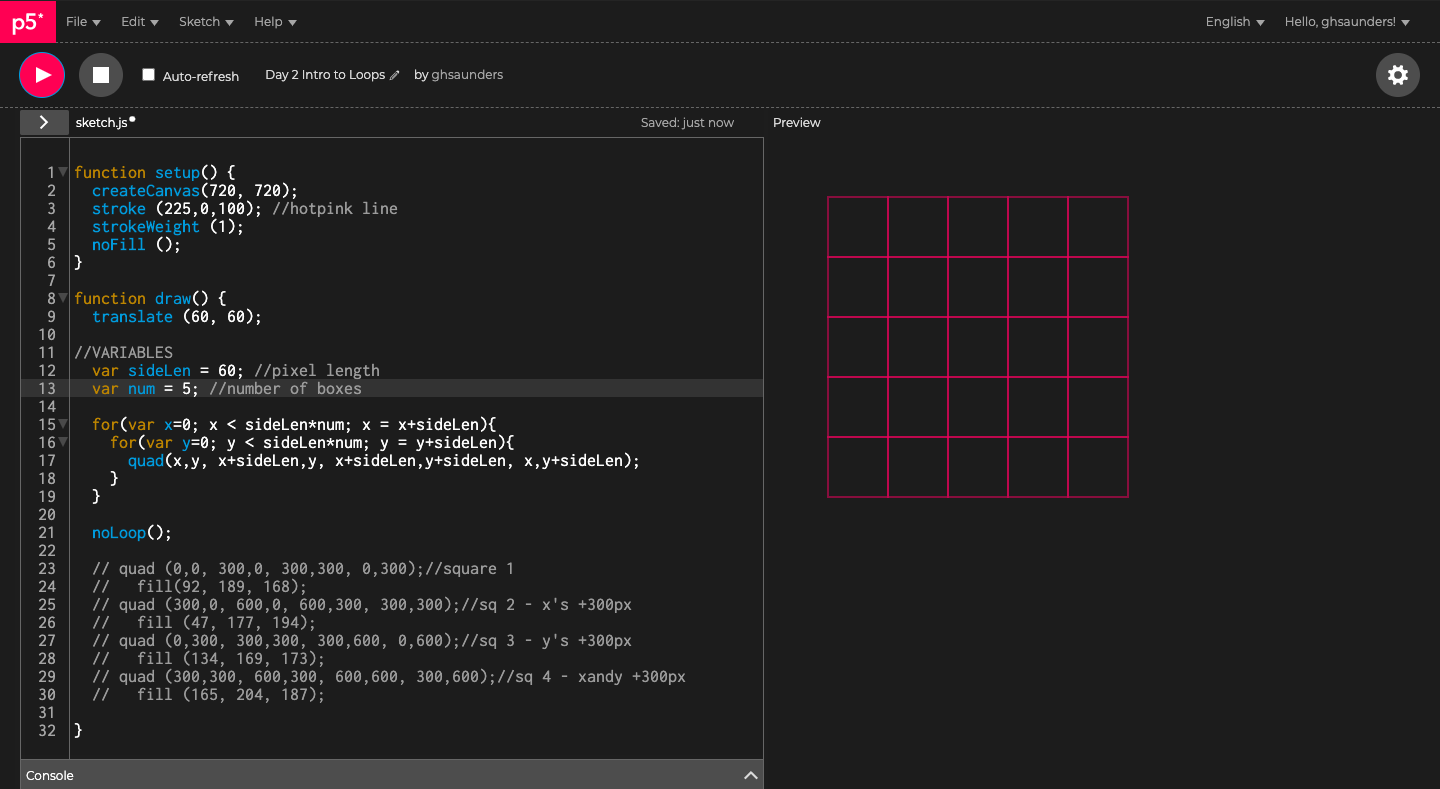 p5* File Edit Sketch Help English Hello, ghsaunders!
Auto-refresh Day 2 Intro to Loops by ghsaunders
sketch.js Saved: just now Preview
1 function setup() {
2 createCanvas(720, 720);
3 stroke (225,0,100); //hotpink line
4 strokeWeight (1);
5 noFill ();
6 }
7
8 function draw() {
9 translate (60, 60);
10
11 //VARIABLES
12 var sideLen = 60; //pixel length
13 var num = 5; //number of boxes
14
15 for(var x=0; x < sideLen*num; x = x+sideLen){
16 for(var y=0; y < sideLen*num; y = y+sideLen){
17 quad(x,y, x+sideLen,y, x+sideLen,y+sideLen, x,y+sideLen);
18 }
19 }
20
21 noLoop();
22
23 // quad (0,0, 300,0, 300,300, 0,300);//square 1
24 // fill(92, 189, 168);
25 // quad (300,0, 600,0, 600,300, 300,300);//sq 2 - x's +300px
26 // fill (47, 177, 194);
27 // quad (0,300, 300,300, 300,600, 0,600);//sq 3 - y's +300px
28 // fill (134, 169, 173);
29 // quad (300,300, 600,300, 600,600, 300,600);//sq 4 - xandy +300px
30 // fill (165, 204, 187);
31
32 }
Console